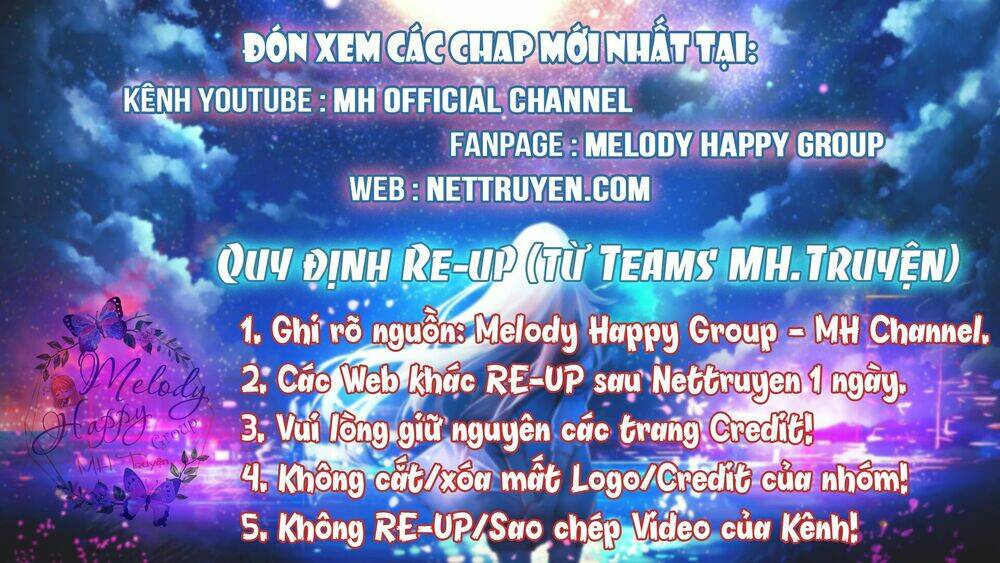 ĐÓN XEM CÁC CHAP MỚI NHẤT TẠI:
KÊNH YOUTUBE : MH OFFICIAL CHANNEL
FANPAGE : MELODY HAPPY GROUP
WEB : NETTRUYEN.COM
QUY ĐỊNH RE-UP (TỪ TEAMS MH.TRUYỆN)
1. Ghi rõ nguồn: Melody Happy Group - MH Channel.
2. Các Web khác RE-UP sau Nettruyen 1 ngày.
3. Vui lòng giữ nguyên các trang Credit!
4. Không cắt/xóa mất Logo/Credit của nhóm!
5. Không RE-UP/Sao chép Video của Kênh!
Melody
Happy
Group
MH Truyện